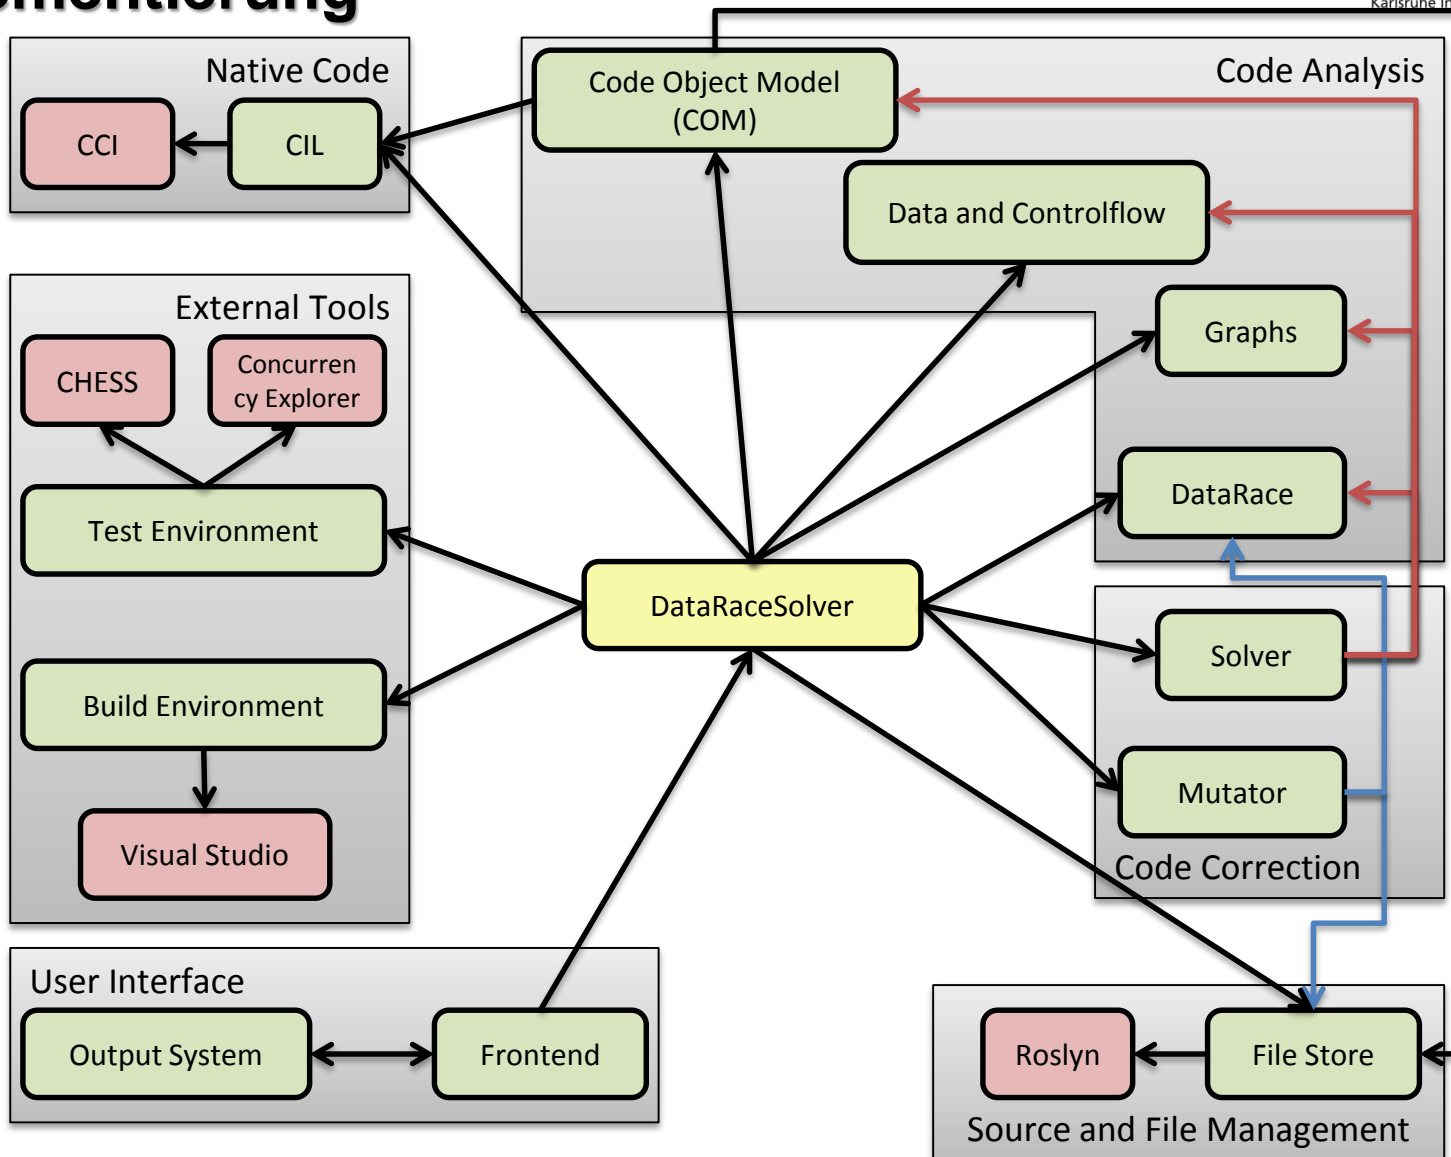 Karlsruhe In
Native Code
CCI
CIL
Code Object Model
(COM)
Code Analysis
Data and Controlflow
Graphs
DataRace
External Tools
CHESS
Concurren
cy Explorer
Test Environment
Build Environment
Visual Studio
DataRaceSolver
Solver
Mutator
Code Correction
User Interface
Output System
Frontend
Roslyn
File Store
Source and File Management